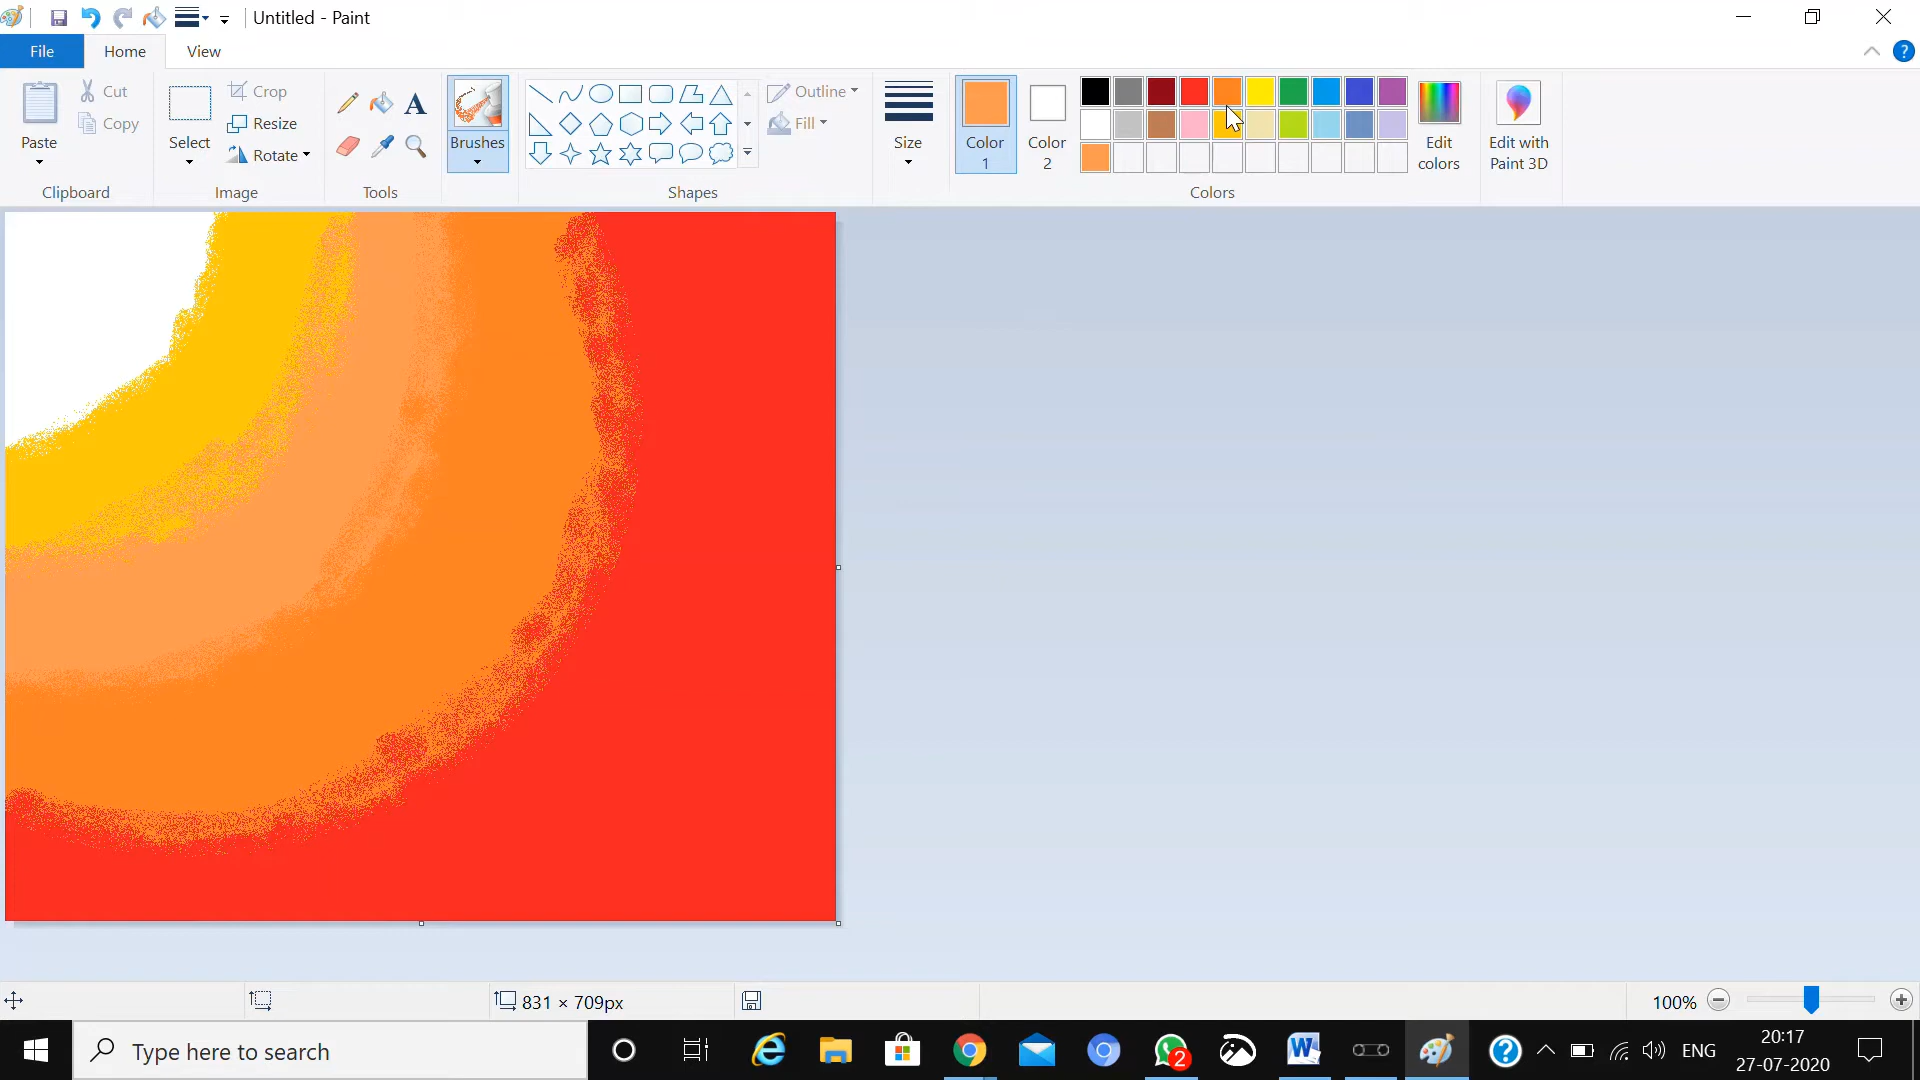 Untitled - Paint
File Home View
Paste
Cut
Copy
Clipboard
Select
Crop
Resize
Rotate
Image
A
Tools
Brushes
Shapes
Outline
Fill
Size
Color
1
Color
2
Colors
Edit
colors
Edit with
Paint 3D
831 × 709px
100%
Type here to search
2
W
ENG
20:17
27-07-2020